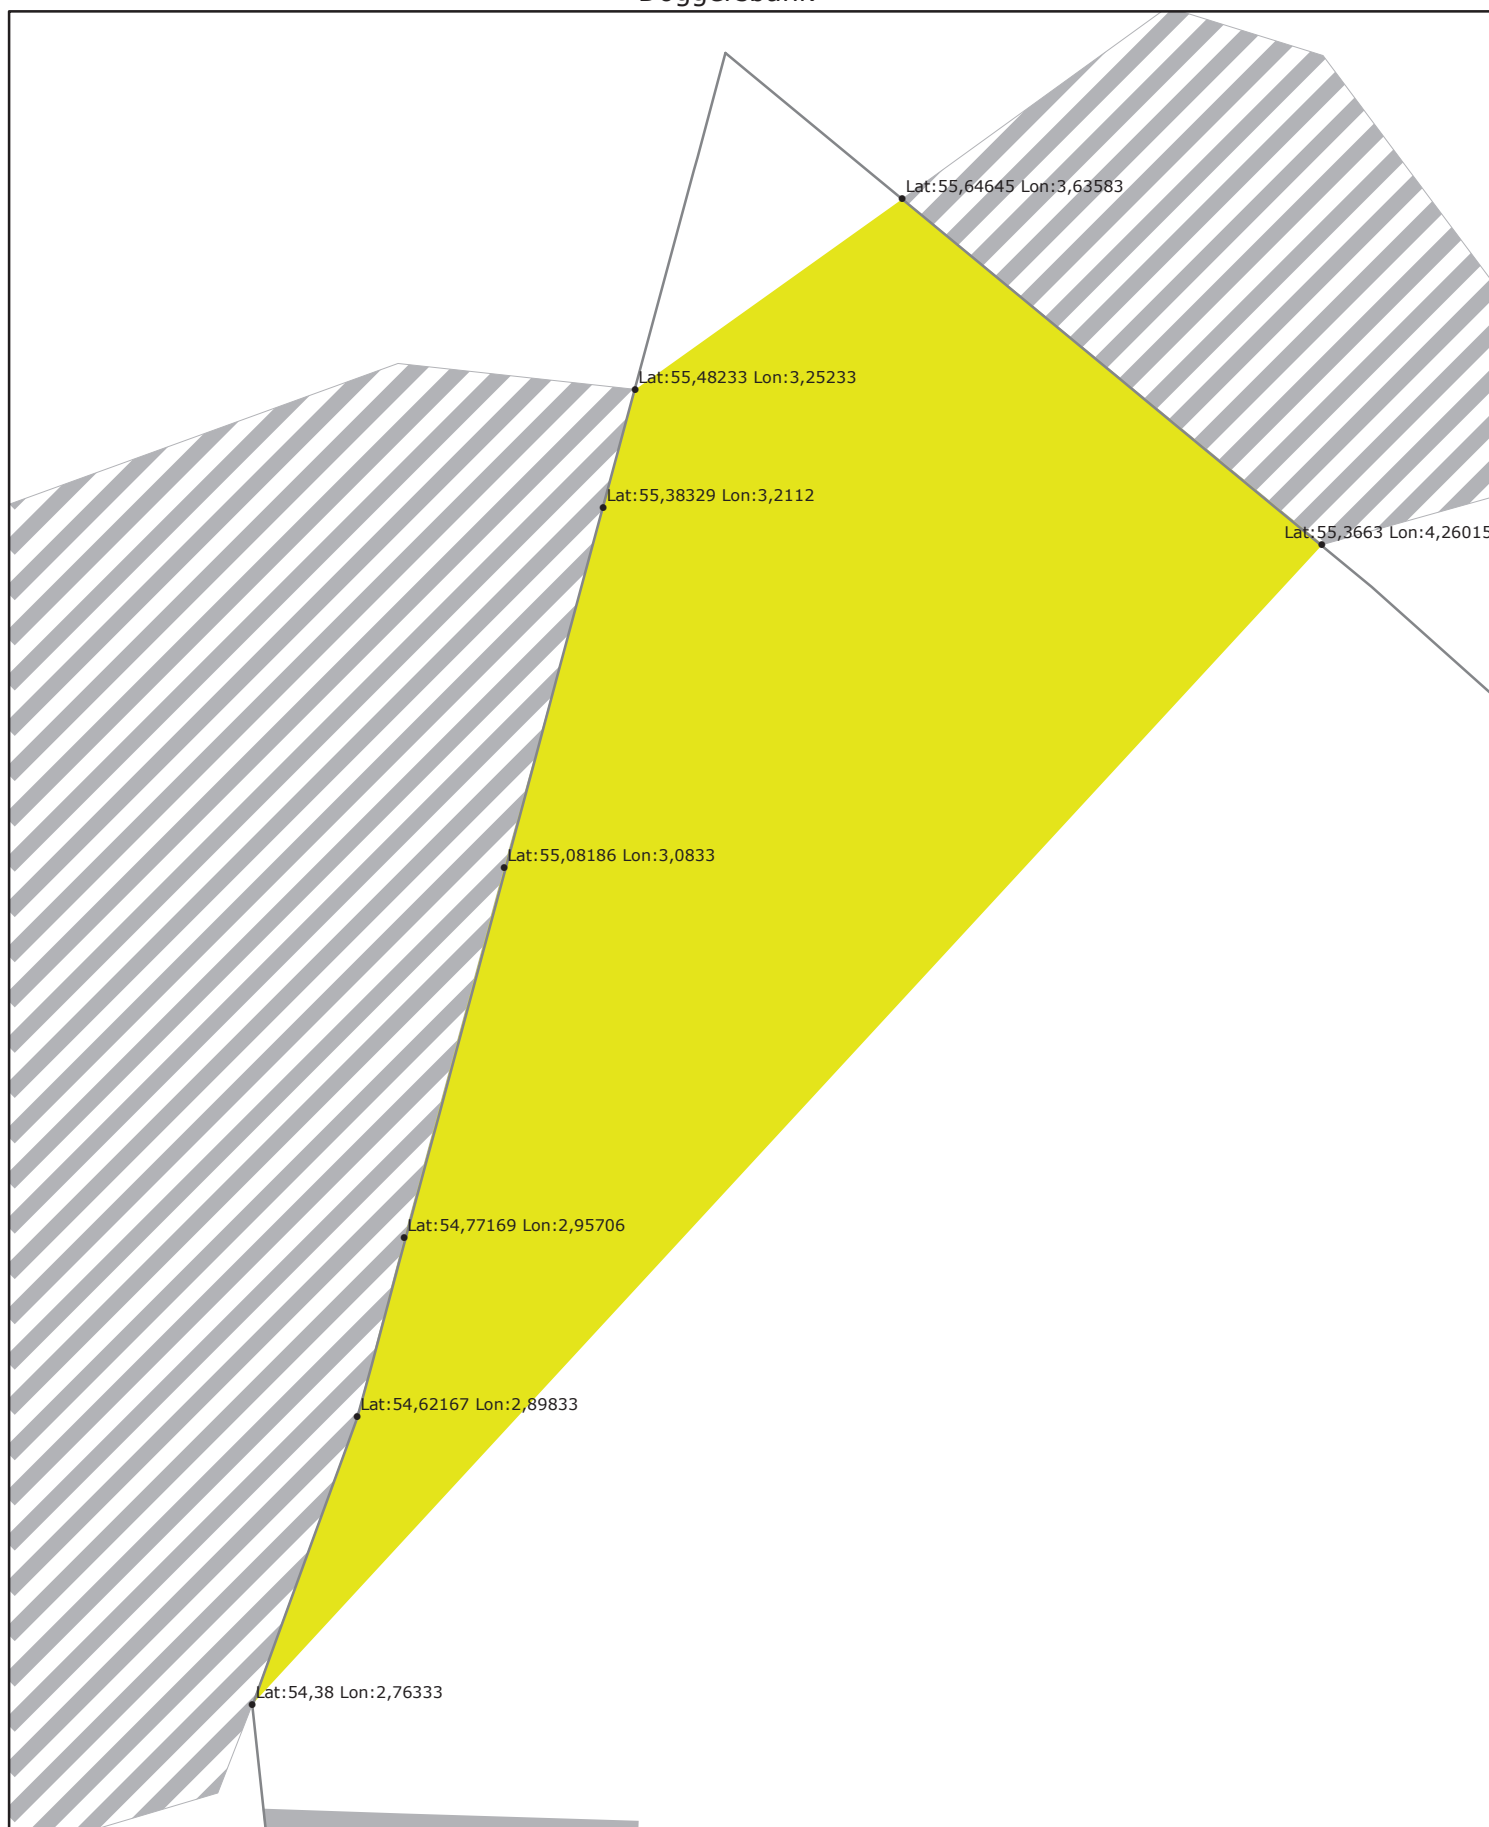 Doggersbank
Lat:55,64645 Lon:3,63583
Lat:55,48233 Lon:3,25233
Lat:55,38329 Lon:3,2112
Lat:55,3663 Lon:4,26015
Lat:55,08186 Lon:3,0833
Lat:54,77169 Lon:2,95706
Lat:54,62167 Lon:2,89833
Lat:54,38 Lon:2,76333